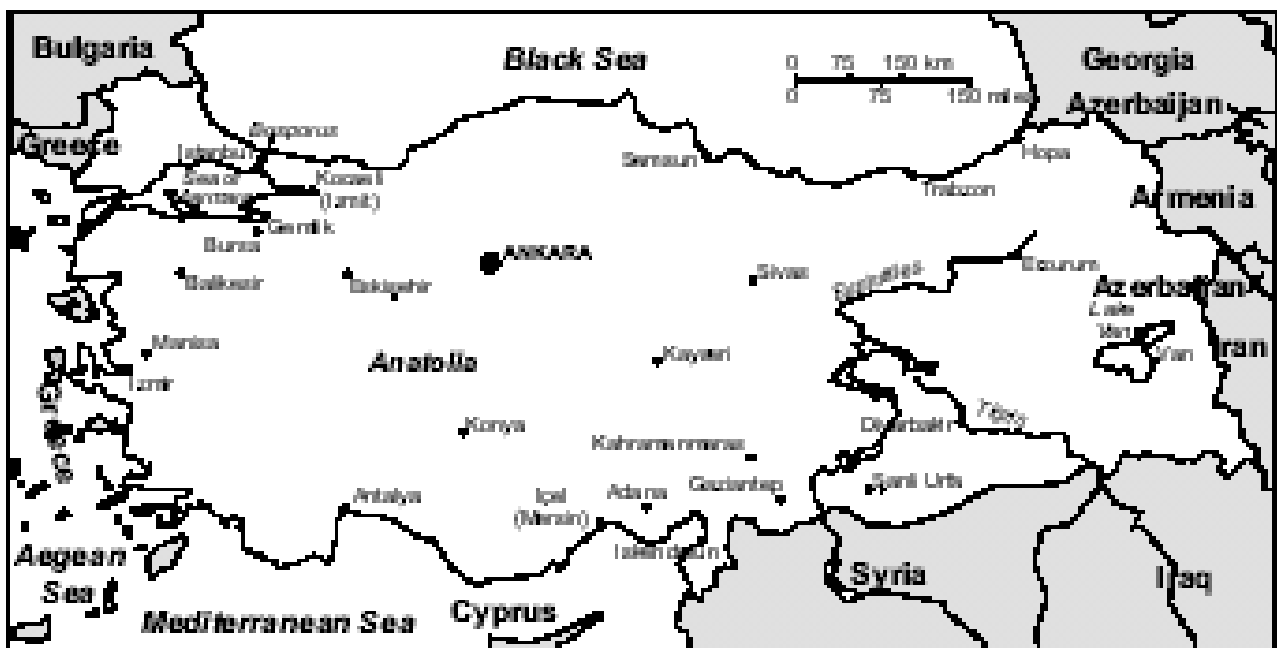 Bulgaria
Black Sea
0 75 150 km
0 75 150 miles
Georgia
Azerbaijan
Greece
Bosporus
Istanbul
Sea of
Kocaeli
(Izmit)
Samsun
Hopa
Trabzon
Armenia
Gemlik
Bursa
ANKARA
Balikesir
Eskisehir
Sivas
Euphrates
Erzurum
Azerbaijan
Lake
Van
Van
Iran
Manisa
Izmir
Anatolia
Kayseri
Greece
Konya
Diyarbakir
Tigris
Kahramanmaras
Gaziantep
Sanli Urfa
Antalya
Içel
(Mersin)
Adana
Iskenderun
Aegean
Sea
Syria
Iraq
Mediterranean Sea
Cyprus